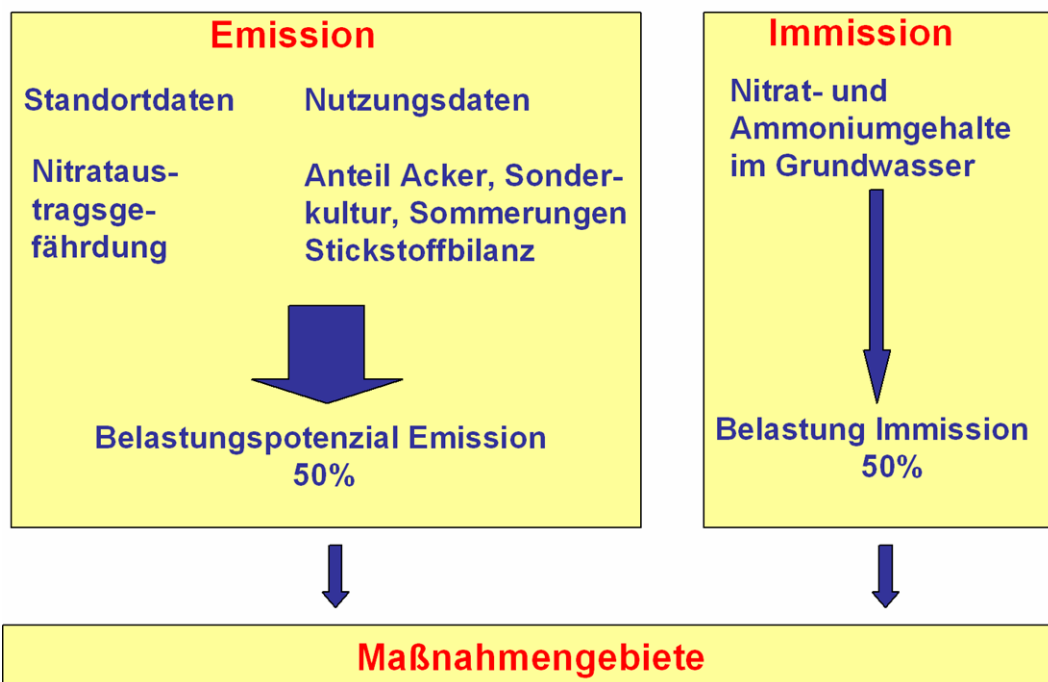 Emission
Standortdaten
Nitrataus-
tragsge-
fährdung
Nutzungsdaten
Anteil Acker, Sonder-
kultur, Sommerungen
Stickstoffbilanz
Belastungspotenzial Emission
50%
Immission
Nitrat- und
Ammoniumgehalte
im Grundwasser
Belastung Immission
50%
Maßnahmengebiete